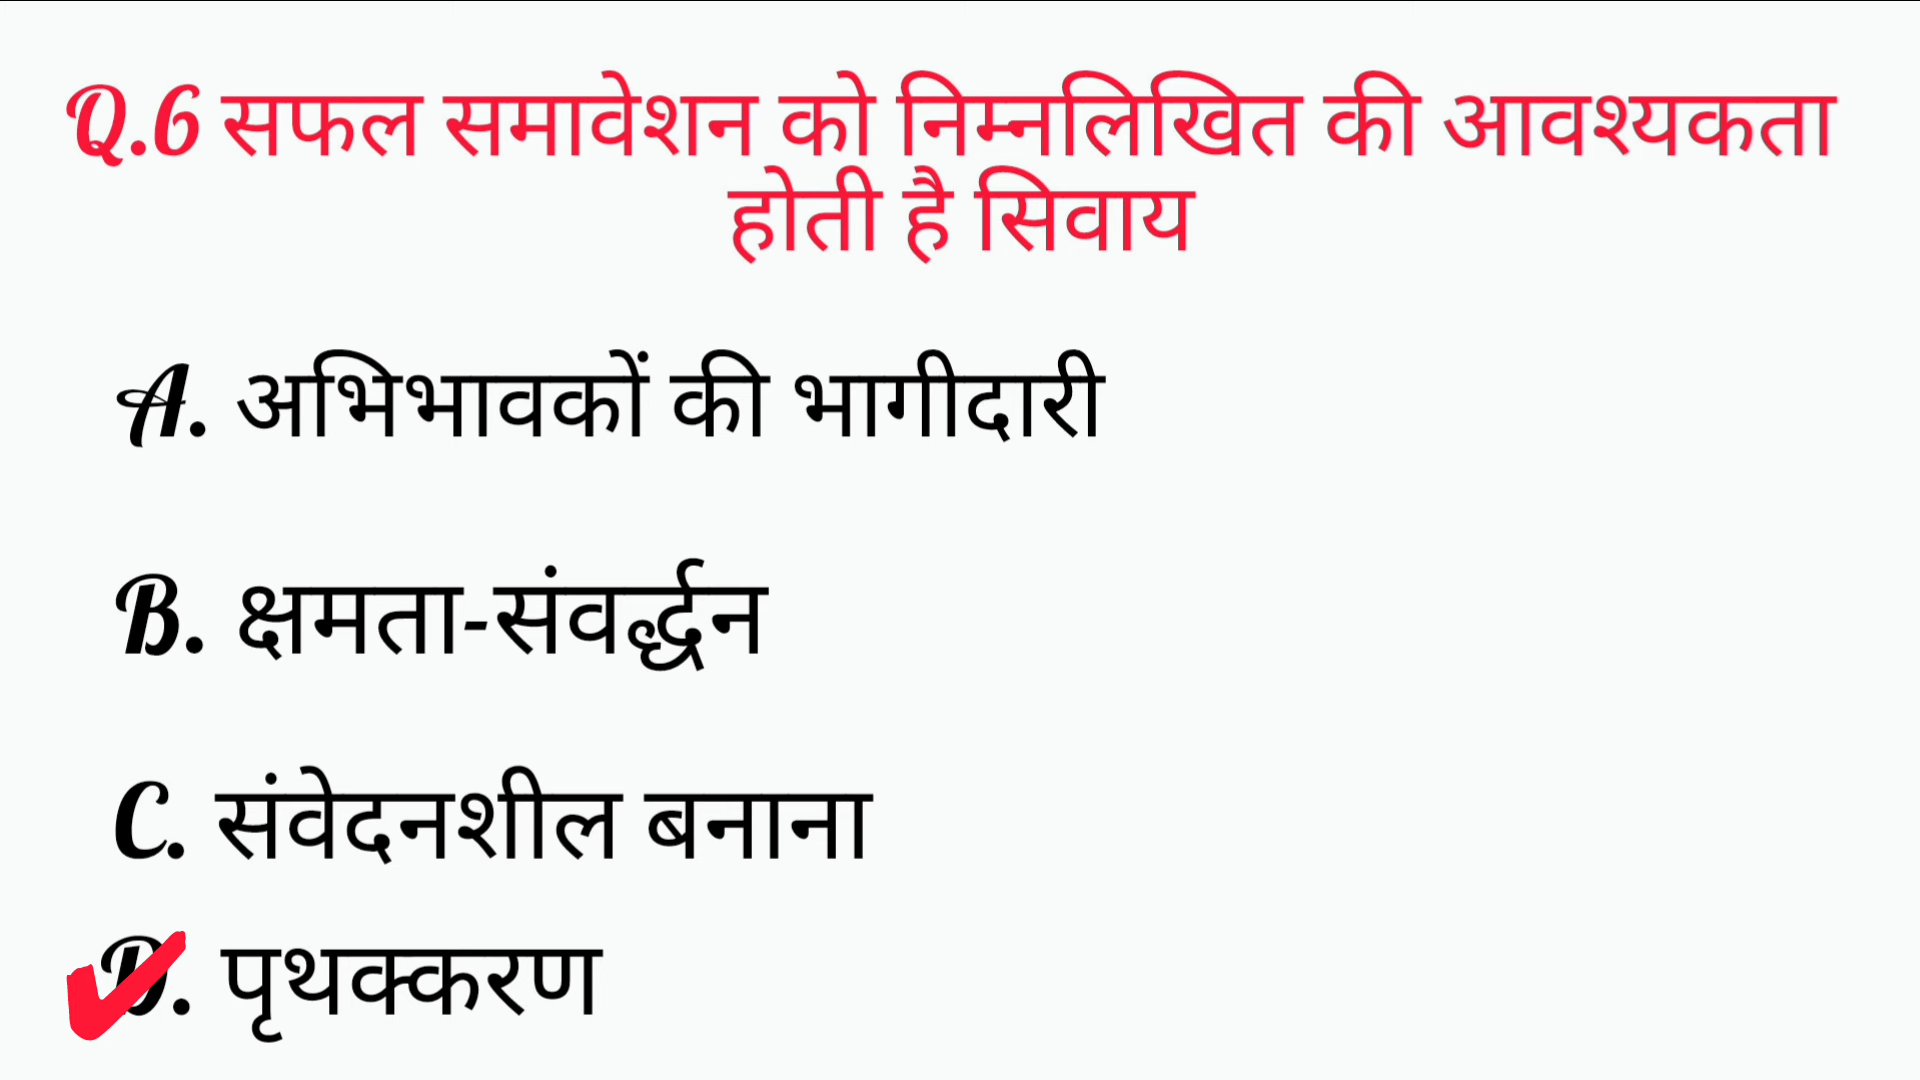 Q.6 सफल समावेशन को निम्नलिखित की आवश्यकता
होती है सिवाय
A. अभिभावकों की भागीदारी
B. क्षमता-संवर्द्धन
C. संवेदनशील बनाना
D. पृथक्करण